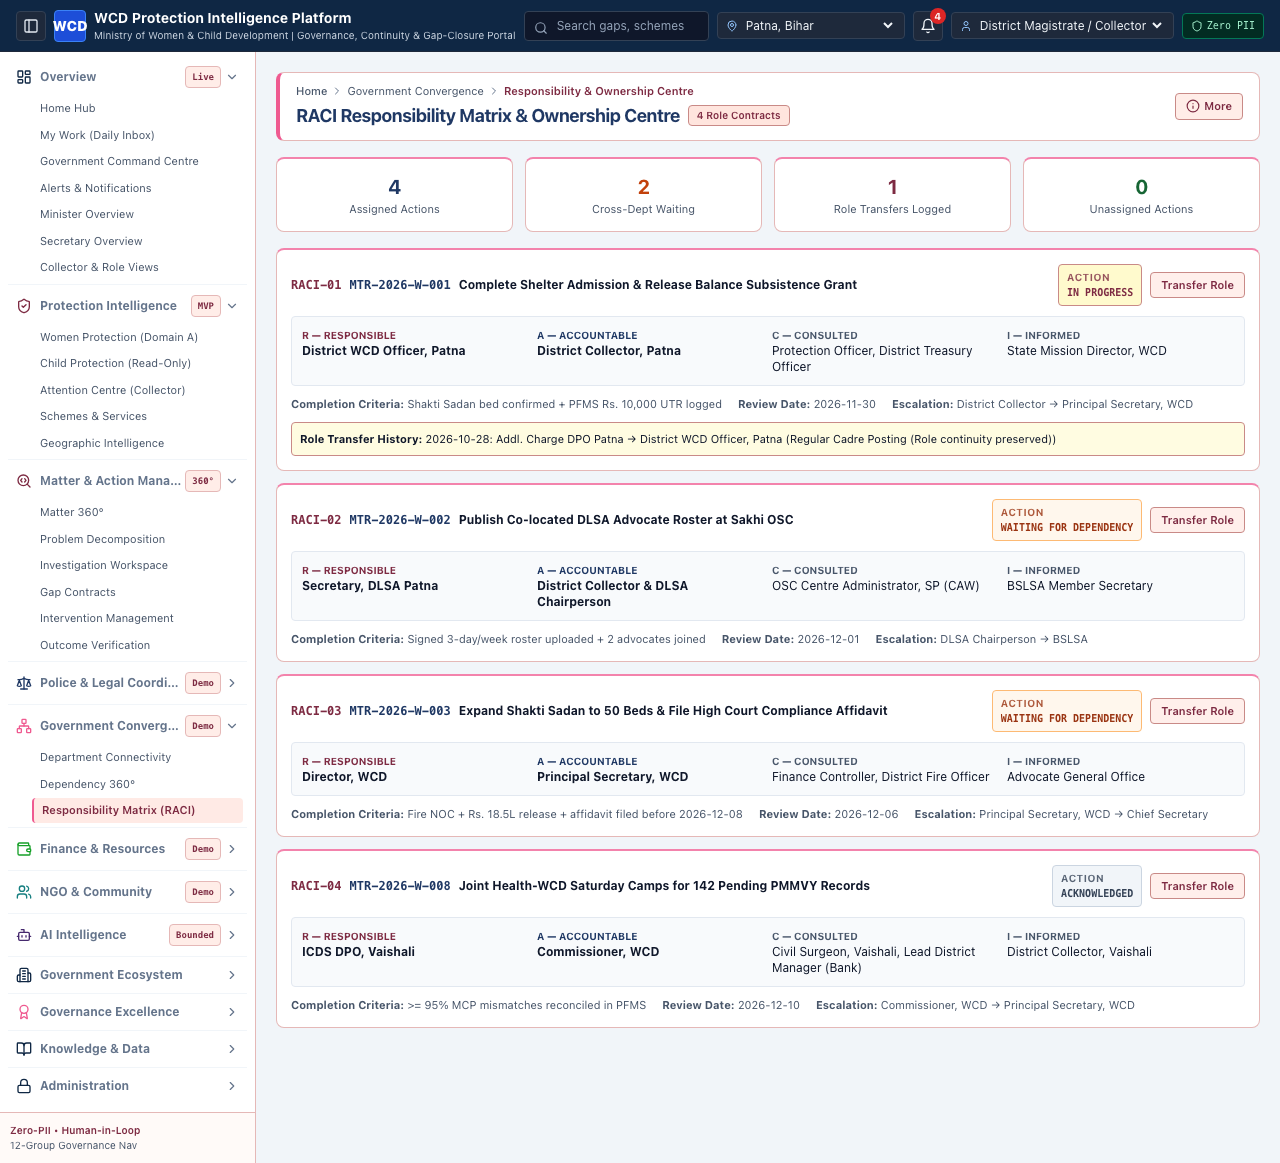 WCD
WCD Protection Intelligence Platform
Ministry of Women & Child Development | Governance, Continuity & Gap-Closure Portal
Search gaps, schemes
Patna, Bihar
4
District Magistrate / Collector
Zero PII
Overview
Live
Home Hub
My Work (Daily Inbox)
Government Command Centre
Alerts & Notifications
Minister Overview
Secretary Overview
Collector & Role Views
Protection Intelligence
MVP
Women Protection (Domain A)
Child Protection (Read-Only)
Attention Centre (Collector)
Schemes & Services
Geographic Intelligence
Matter & Action Mana...
360°
Matter 360°
Problem Decomposition
Investigation Workspace
Gap Contracts
Intervention Management
Outcome Verification
Police & Legal Coordi...
Demo
Government Converg...
Demo
Department Connectivity
Dependency 360°
Responsibility Matrix (RACI)
Finance & Resources
Demo
NGO & Community
Demo
AI Intelligence
Bounded
Government Ecosystem
Governance Excellence
Knowledge & Data
Administration
Zero-PII • Human-in-Loop
12-Group Governance Nav
Home > Government Convergence > Responsibility & Ownership Centre
RACI Responsibility Matrix & Ownership Centre
4 Role Contracts
More
4
Assigned Actions
2
Cross-Dept Waiting
1
Role Transfers Logged
0
Unassigned Actions
RACI-01 MTR-2026-W-001 Complete Shelter Admission & Release Balance Subsistence Grant
ACTION
IN PROGRESS
Transfer Role
R — RESPONSIBLE
District WCD Officer, Patna
A — ACCOUNTABLE
District Collector, Patna
C — CONSULTED
Protection Officer, District Treasury
Officer
I — INFORMED
State Mission Director, WCD
Completion Criteria: Shakti Sadan bed confirmed + PFMS Rs. 10,000 UTR logged Review Date: 2026-11-30 Escalation: District Collector → Principal Secretary, WCD
Role Transfer History: 2026-10-28: Addl. Charge DPO Patna → District WCD Officer, Patna (Regular Cadre Posting (Role continuity preserved))
RACI-02 MTR-2026-W-002 Publish Co-located DLSA Advocate Roster at Sakhi OSC
ACTION
WAITING FOR DEPENDENCY
Transfer Role
R — RESPONSIBLE
Secretary, DLSA Patna
A — ACCOUNTABLE
District Collector & DLSA
Chairperson
C — CONSULTED
OSC Centre Administrator, SP (CAW)
I — INFORMED
BSLSA Member Secretary
Completion Criteria: Signed 3-day/week roster uploaded + 2 advocates joined Review Date: 2026-12-01 Escalation: DLSA Chairperson → BSLSA
RACI-03 MTR-2026-W-003 Expand Shakti Sadan to 50 Beds & File High Court Compliance Affidavit
ACTION
WAITING FOR DEPENDENCY
Transfer Role
R — RESPONSIBLE
Director, WCD
A — ACCOUNTABLE
Principal Secretary, WCD
C — CONSULTED
Finance Controller, District Fire Officer
I — INFORMED
Advocate General Office
Completion Criteria: Fire NOC + Rs. 18.5L release + affidavit filed before 2026-12-08 Review Date: 2026-12-06 Escalation: Principal Secretary, WCD → Chief Secretary
RACI-04 MTR-2026-W-008 Joint Health-WCD Saturday Camps for 142 Pending PMMVY Records
ACTION
ACKNOWLEDGED
Transfer Role
R — RESPONSIBLE
ICDS DPO, Vaishali
A — ACCOUNTABLE
Commissioner, WCD
C — CONSULTED
Civil Surgeon, Vaishali, Lead District
Manager (Bank)
I — INFORMED
District Collector, Vaishali
Completion Criteria: >= 95% MCP mismatches reconciled in PFMS Review Date: 2026-12-10 Escalation: Commissioner, WCD → Principal Secretary, WCD